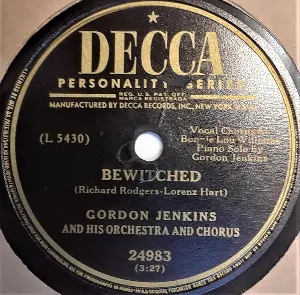 DECCA
PERSONALITY SERIES
REG. U.S. PAT. OFF.
MARCA REGISTRADA
MANUFACTURED BY DECCA RECORDS, INC., NEW YORK
(L 5430)
Vocal Chorus
Bonnie Lou Williams
Piano Solo by
Gordon Jenkins
BEWITCHED
(Richard Rodgers-Lorenz Hart)
GORDON JENKINS
AND HIS ORCHESTRA AND CHORUS
24983
(3:27)